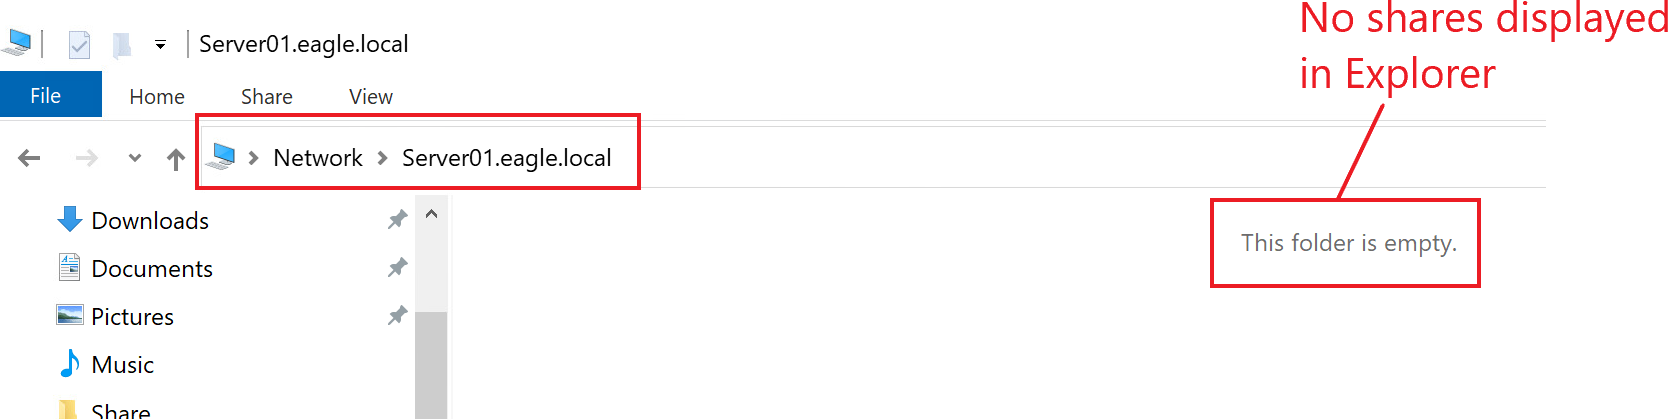 No shares displayed
in Explorer
Server01.eagle.local
File Home Share View
Network Server01.eagle.local
Downloads
This folder is empty.
Documents
Pictures
Music
Share